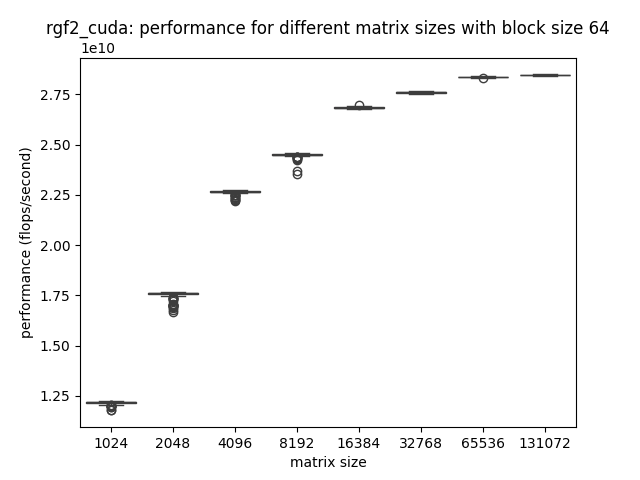 rgf2_cuda: performance for different matrix sizes with block size 64
1e10
2.75
2.50
2.25
2.00
1.75
1.50
1.25
performance (flops/second)
1024 2048 4096 8192 16384 32768 65536 131072
matrix size